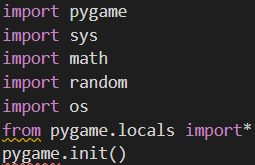 import pygame
import sys
import math
import random
import os
from pygame.locals import*
pygame.init()